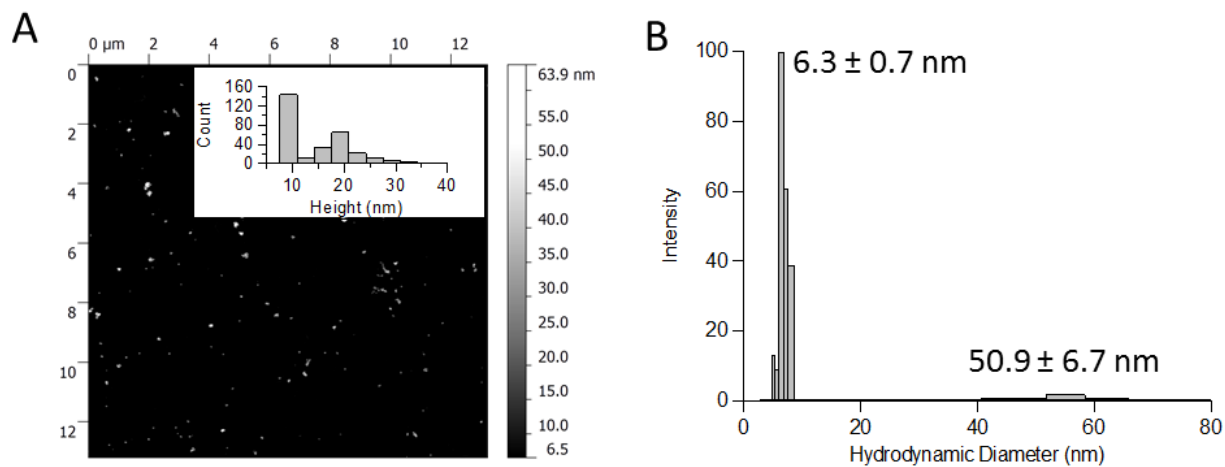 A
0 μm 2 4 6 8 10 12
0
2
4
6
8
10
12
160
120
80
40
0
Count
10 20 30 40
Height (nm)
63.9 nm
55.0
50.0
45.0
40.0
35.0
30.0
25.0
20.0
15.0
10.0
6.5
B
100
80
60
40
20
0
Intensity
6.3 ± 0.7 nm
50.9 ± 6.7 nm
0 20 40 60 80
Hydrodynamic Diameter (nm)